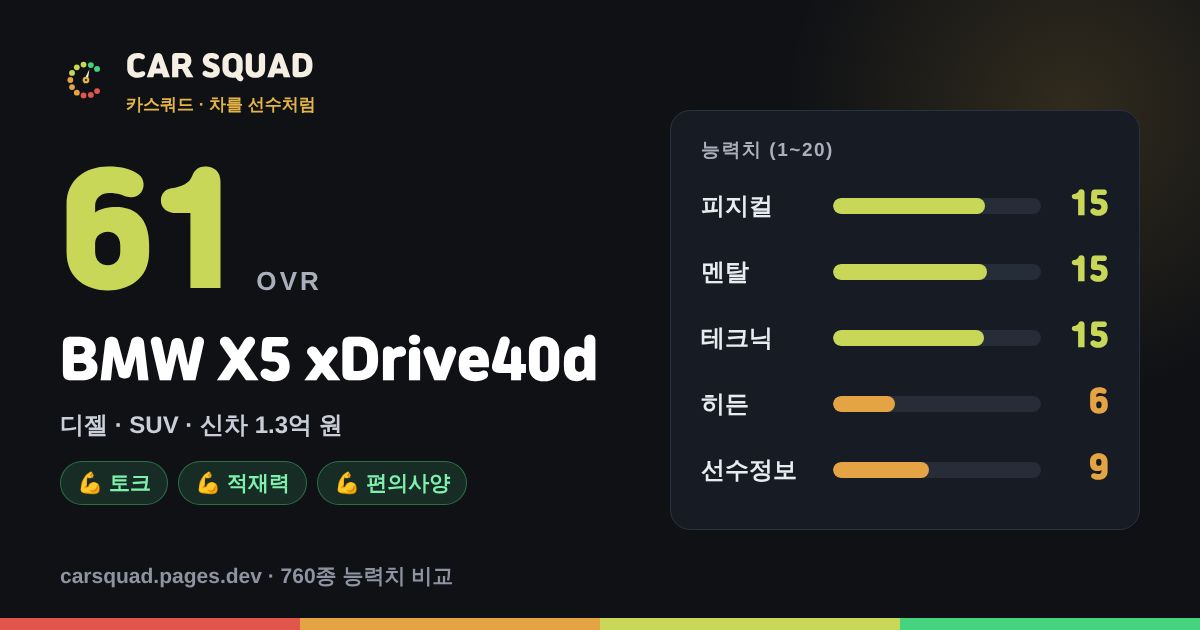 CAR SQUAD
카스쿼드 · 차를 선수처럼
61 OVR
BMW X5 xDrive40d
디젤 · SUV · 신차 1.3억 원
💪 토크 💪 적재력 💪 편의사양
carsquad.pages.dev · 760종 능력치 비교
능력치 (1~20)
피지컬 15
멘탈 15
테크닉 15
히든 6
선수정보 9